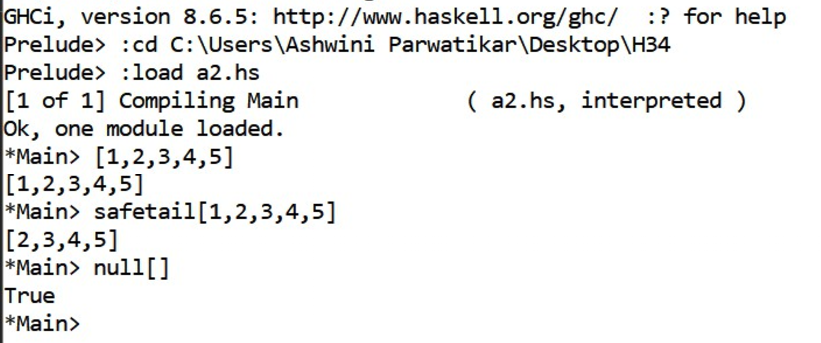 GHCi, version 8.6.5: http://www.haskell.org/ghc/  :? for help
Prelude> :cd C:\Users\Ashwini Parwatikar\Desktop\H34
Prelude> :load a2.hs
[1 of 1] Compiling Main             ( a2.hs, interpreted )
Ok, one module loaded.
*Main> [1,2,3,4,5]
[1,2,3,4,5]
*Main> safetail[1,2,3,4,5]
[2,3,4,5]
*Main> null[]
True
*Main>